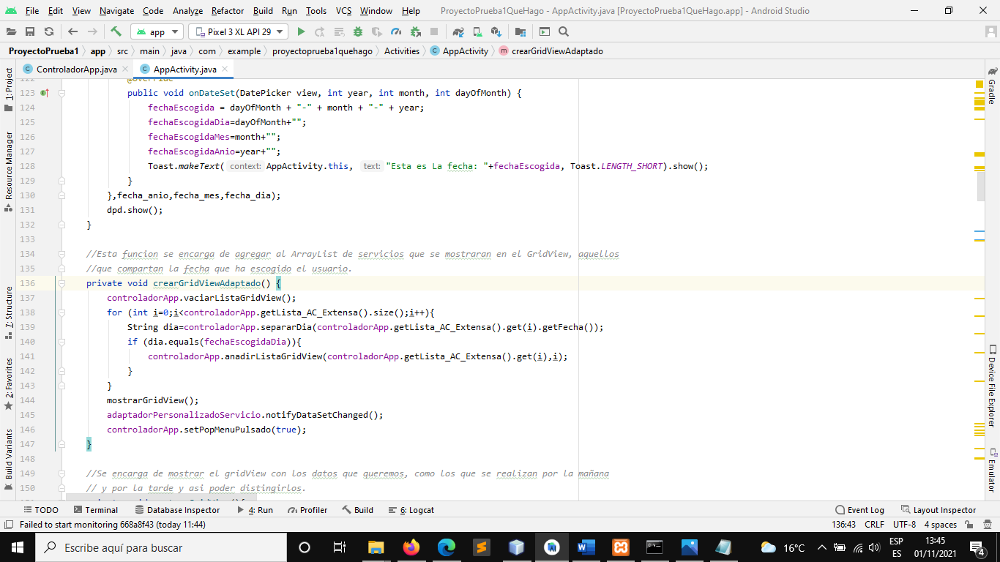 File Edit View Navigate Code Analyze Refactor Build Run Tools VCS Window Help ProyectoPrueba1QueHago - AppActivity.java [ProyectoPrueba1QueHago.app] - Android Studio
app Pixel 3 XL API 29
ProyectoPrueba1 app src main java com example proyectoprueba1quehago Activities AppActivity crearGridViewAdaptado
ControladorApp.java AppActivity.java
1: Project
Resource Manager
7: Structure
2: Favorites
Build Variants
Gradle
Device File Explorer
Emulator
122 @Override
123 public void onDateSet(DatePicker view, int year, int month, int dayOfMonth) {
124 fechaEscogida = dayOfMonth + "-" + month + "-" + year;
125 fechaEscogidaDia=dayOfMonth+"";
126 fechaEscogidaMes=month+"";
127 fechaEscogidaAnio=year+"";
128 Toast.makeText( context: AppActivity.this, text: "Esta es La fecha: "+fechaEscogida, Toast.LENGTH_SHORT).show();
129 }
130 },fecha_anio,fecha_mes,fecha_dia);
131 dpd.show();
132 }
133
134 //Esta funcion se encarga de agregar al ArrayList de servicios que se mostraran en el GridView, aquellos
135 //que compartan la fecha que ha escogido el usuario.
136 private void crearGridViewAdaptado() {
137 controladorApp.vaciarListaGridView();
138 for (int i=0;i<controladorApp.getLista_AC_Extensa().size();i++){
139 String dia=controladorApp.separarDia(controladorApp.getLista_AC_Extensa().get(i).getFecha());
140 if (dia.equals(fechaEscogidaDia)){
141 controladorApp.anadirListaGridView(controladorApp.getLista_AC_Extensa().get(i),i);
142 }
143 }
144 mostrarGridView();
145 adaptadorPersonalizadoServicio.notifyDataSetChanged();
146 controladorApp.setPopMenuPulsado(true);
147 }
148
149 //Se encarga de mostrar el gridView con los datos que queremos, como los que se realizan por la mañana
150 // y por la tarde y asi poder distingirlos.
TODO Terminal Database Inspector 4: Run Profiler Build 6: Logcat Event Log Layout Inspector
Failed to start monitoring 668a8f43 (today 11:44) 136:43 CRLF UTF-8 4 spaces
Escribe aquí para buscar 16°C ESP ES 13:45 01/11/2021 4